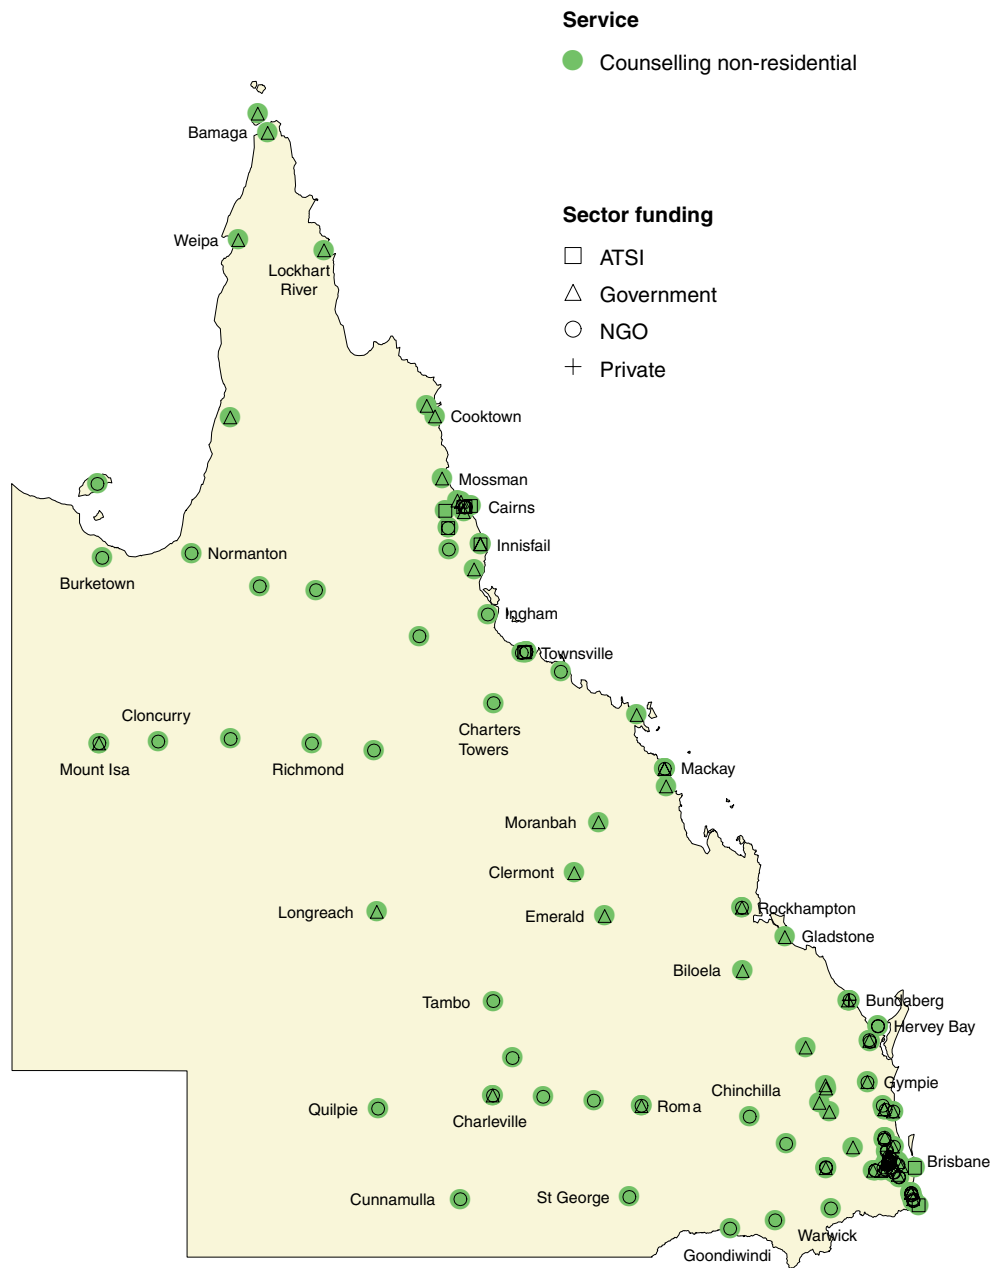 Service
Counselling non-residential
Bamaga
Sector funding
Weipa
ATSI
Lockhart
River
Government
NGO
Private
Cooktown
Mossman
Cairns
Innisfail
Normanton
Burketown
Ingham
Townsville
Cloncurry
Charters
Towers
Mount Isa
Richmond
Mackay
Moranbah
Clermont
Longreach
Emerald
Rockhampton
Gladstone
Biloela
Tambo
Bundaberg
Hervey Bay
Gympie
Chinchilla
Quilpie
Charleville
Roma
Brisbane
Cunnamulla
St George
Warwick
Goondiwindi